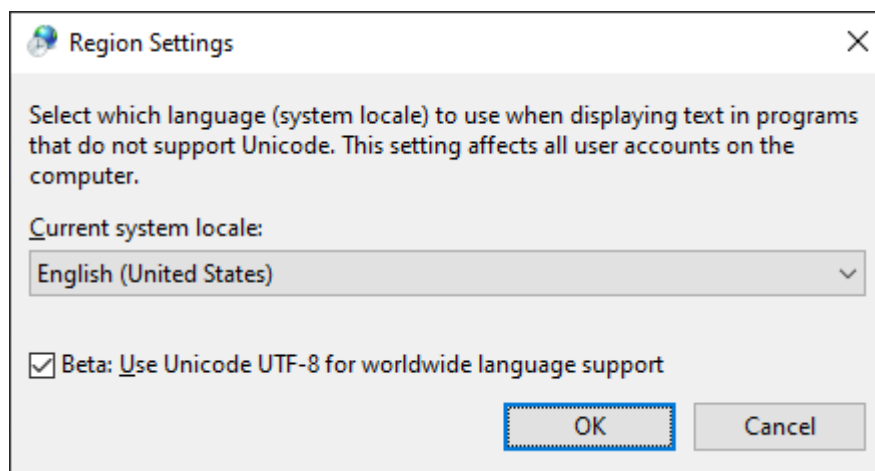 Region Settings
Select which language (system locale) to use when displaying text in programs
that do not support Unicode. This setting affects all user accounts on the
computer.
Current system locale:
English (United States)
Beta: Use Unicode UTF-8 for worldwide language support
OK Cancel